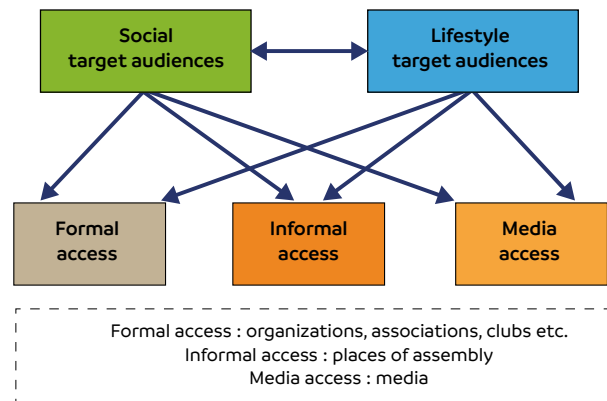 Social
target audiences
Lifestyle
target audiences
Formal
access
Informal
access
Media
access
Formal access : organizations, associations, clubs etc.
Informal access : places of assembly
Media access : media